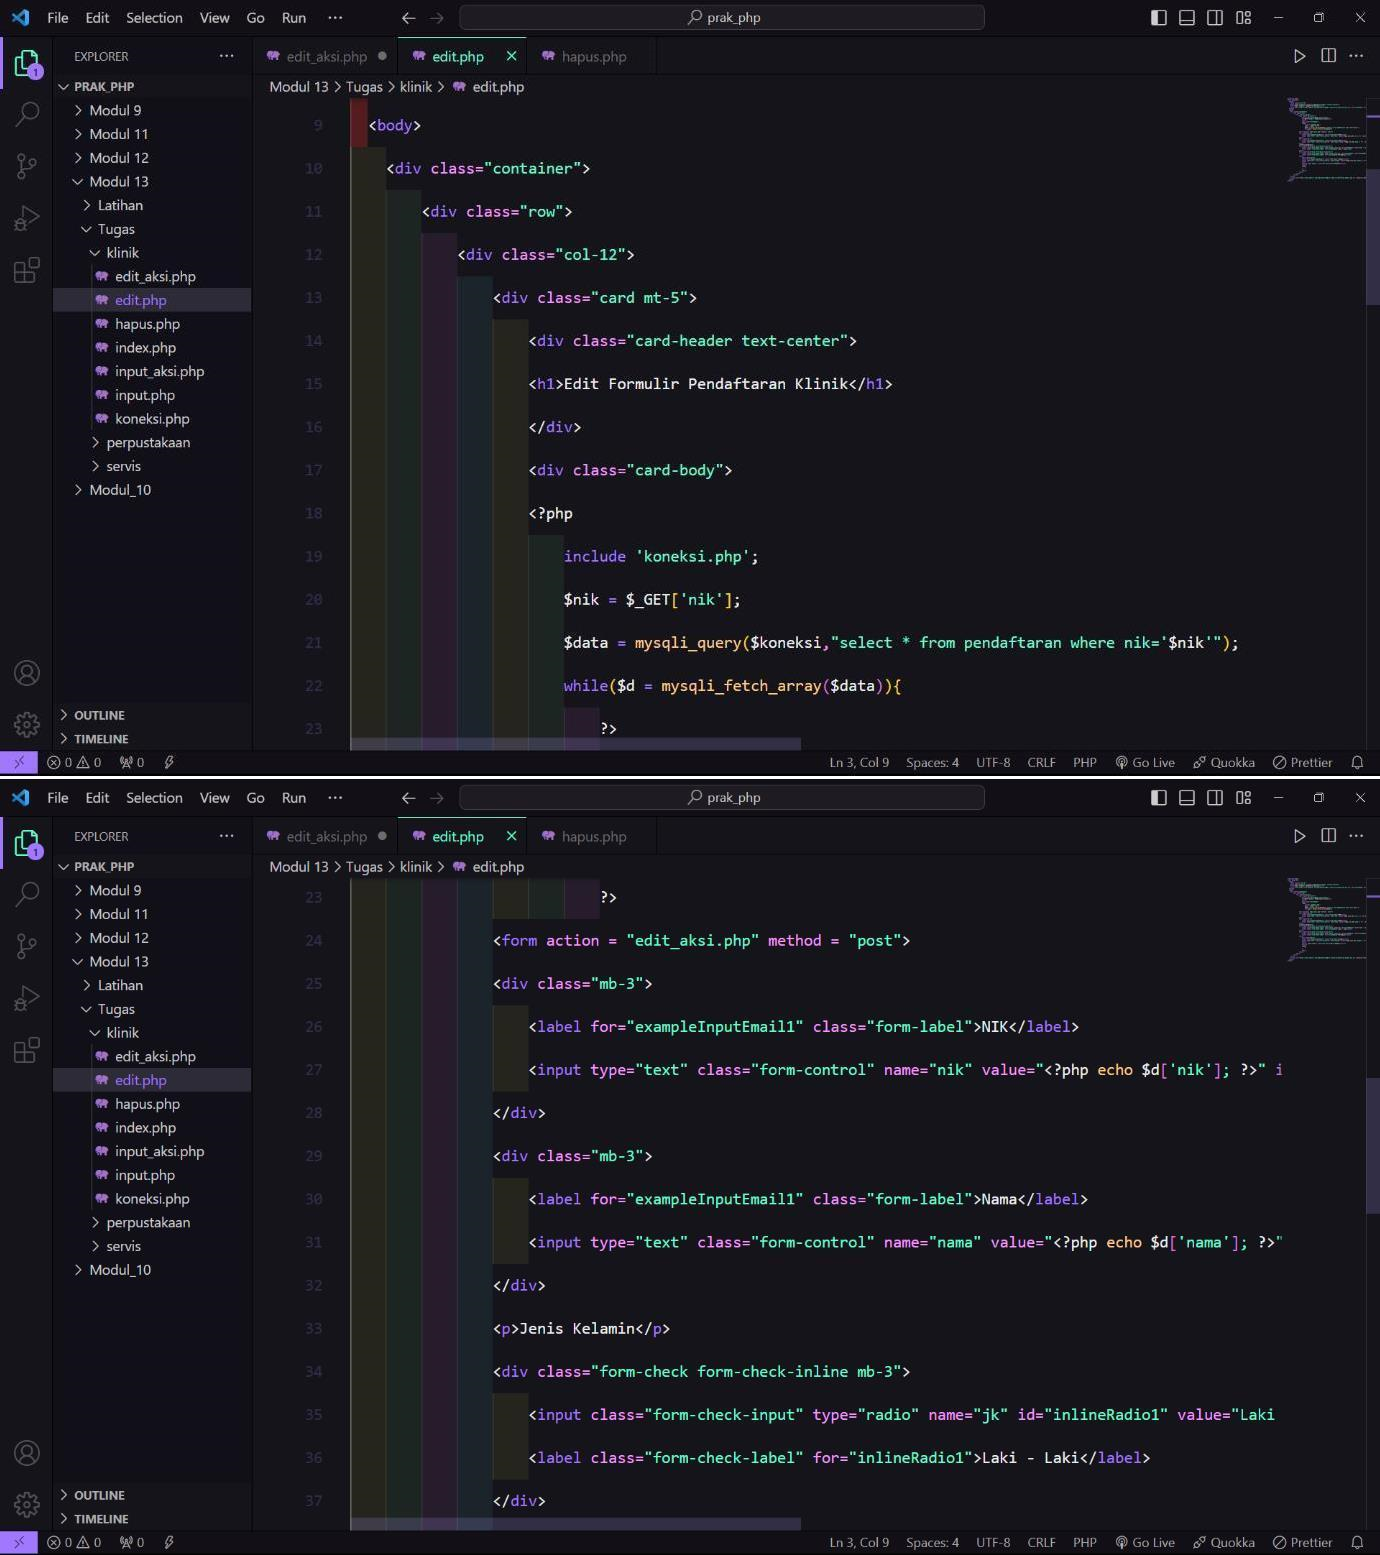 File Edit Selection View Go Run ··· prak_php
EXPLORER ··· edit_aksi.php edit.php hapus.php
PRAK_PHP
Modul 13 > Tugas > klinik > edit.php
Modul 9
Modul 11
Modul 12
Modul 13
Latihan
Tugas
klinik
edit_aksi.php
edit.php
hapus.php
index.php
input_aksi.php
input.php
koneksi.php
perpustakaan
servis
Modul_10
OUTLINE
TIMELINE
9 <body>
10 <div class="container">
11 <div class="row">
12 <div class="col-12">
13 <div class="card mt-5">
14 <div class="card-header text-center">
15 <h1>Edit Formulir Pendaftaran Klinik</h1>
16 </div>
17 <div class="card-body">
18 <?php
19 include 'koneksi.php';
20 $nik = $_GET['nik'];
21 $data = mysqli_query($koneksi,"select * from pendaftaran where nik='$nik'");
22 while($d = mysqli_fetch_array($data)){
23 ?>
0 0 0 Ln 3, Col 9 Spaces: 4 UTF-8 CRLF PHP Go Live Quokka Prettier
File Edit Selection View Go Run ··· prak_php
EXPLORER ··· edit_aksi.php edit.php hapus.php
PRAK_PHP
Modul 13 > Tugas > klinik > edit.php
Modul 9
Modul 11
Modul 12
Modul 13
Latihan
Tugas
klinik
edit_aksi.php
edit.php
hapus.php
index.php
input_aksi.php
input.php
koneksi.php
perpustakaan
servis
Modul_10
OUTLINE
TIMELINE
23 ?>
24 <form action = "edit_aksi.php" method = "post">
25 <div class="mb-3">
26 <label for="exampleInputEmail1" class="form-label">NIK</label>
27 <input type="text" class="form-control" name="nik" value="<?php echo $d['nik']; ?>" i
28 </div>
29 <div class="mb-3">
30 <label for="exampleInputEmail1" class="form-label">Nama</label>
31 <input type="text" class="form-control" name="nama" value="<?php echo $d['nama']; ?>"
32 </div>
33 <p>Jenis Kelamin</p>
34 <div class="form-check form-check-inline mb-3">
35 <input class="form-check-input" type="radio" name="jk" id="inlineRadio1" value="Laki
36 <label class="form-check-label" for="inlineRadio1">Laki - Laki</label>
37 </div>
0 0 0 Ln 3, Col 9 Spaces: 4 UTF-8 CRLF PHP Go Live Quokka Prettier